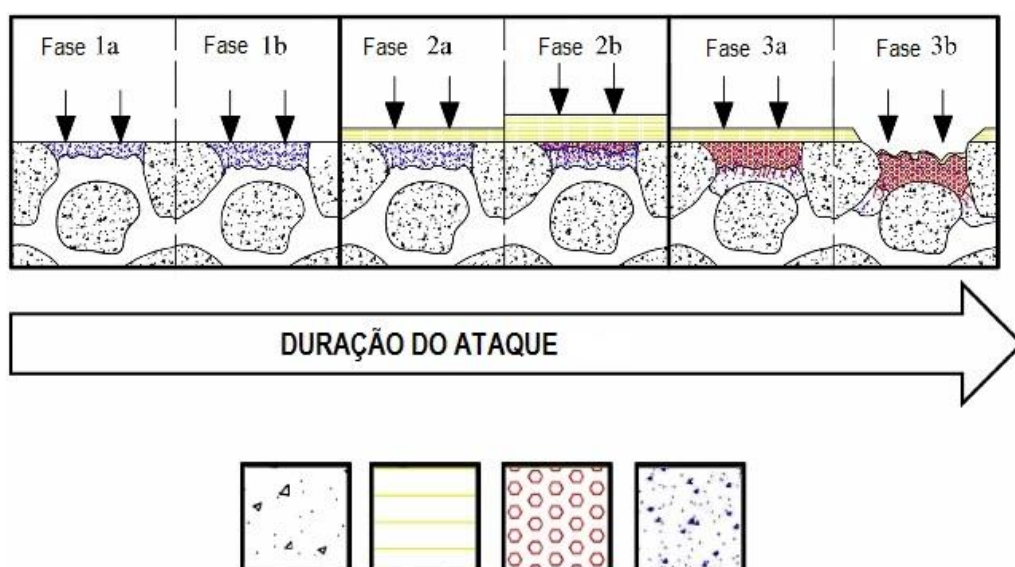 Fase 1a
Fase 1b
Fase 2a
Fase 2b
Fase 3a
Fase 3b
DURAÇÃO DO ATAQUE